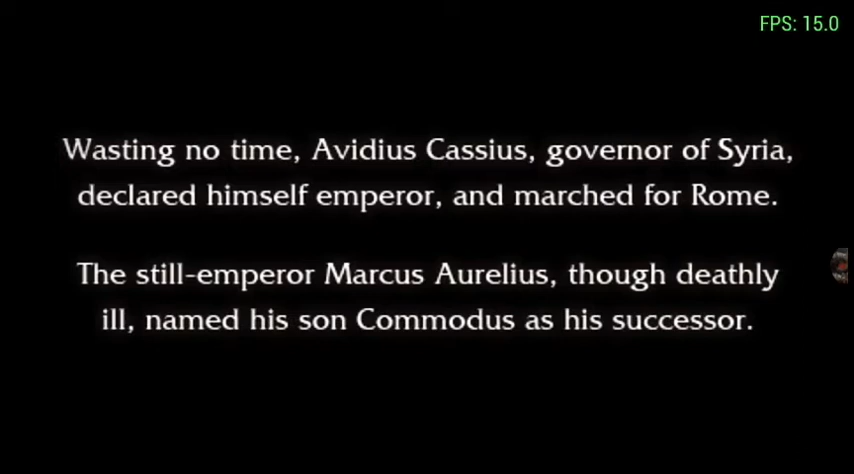 FPS: 15.0
Wasting no time, Avidius Cassius, governor of Syria,
declared himself emperor, and marched for Rome.
The still-emperor Marcus Aurelius, though deathly
ill, named his son Commodus as his successor.